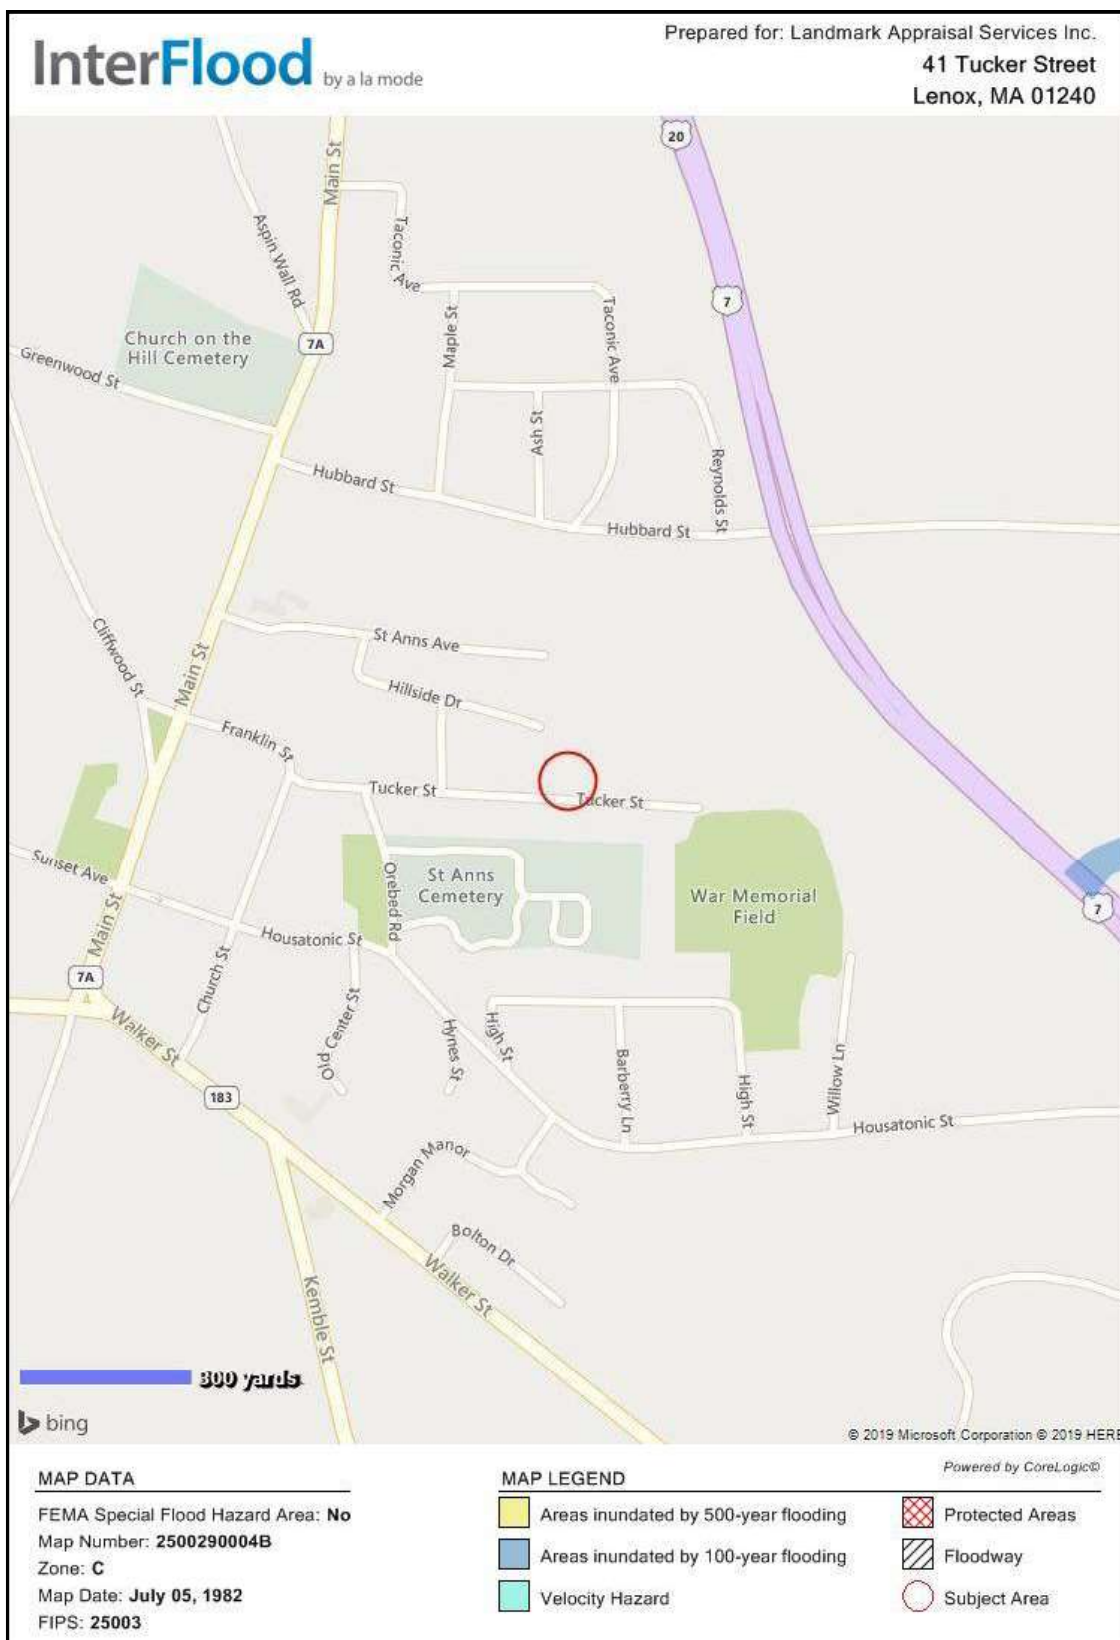 InterFlood by a la mode
Prepared for: Landmark Appraisal Services Inc.
41 Tucker Street
Lenox, MA 01240
20
Main St
Taconic Ave
Aspin Wall Rd
7
Taconic Ave
Maple St
7A
Church on the
Hill Cemetery
Greenwood St
Ash St
Reynolds St
Hubbard St
Hubbard St
Cliffwood St
Main St
St Anns Ave
Hillside Dr
Franklin St
Tucker St
Tucker St
Sunset Ave
Orebed Rd
St Anns
Cemetery
War Memorial
Field
7
Main St
Housatonic St
Church St
7A
Old Center St
Walker St
Hynes St
High St
Barberry Ln
High St
Willow Ln
183
Housatonic St
Morgan Manor
Bolton Dr
Walker St
Kemble St
300 yards
bing
© 2019 Microsoft Corporation © 2019 HERE
Powered by CoreLogic©
MAP DATA
FEMA Special Flood Hazard Area: No
Map Number: 2500290004B
Zone: C
Map Date: July 05, 1982
FIPS: 25003
MAP LEGEND
Areas inundated by 500-year flooding
Areas inundated by 100-year flooding
Velocity Hazard
Protected Areas
Floodway
Subject Area